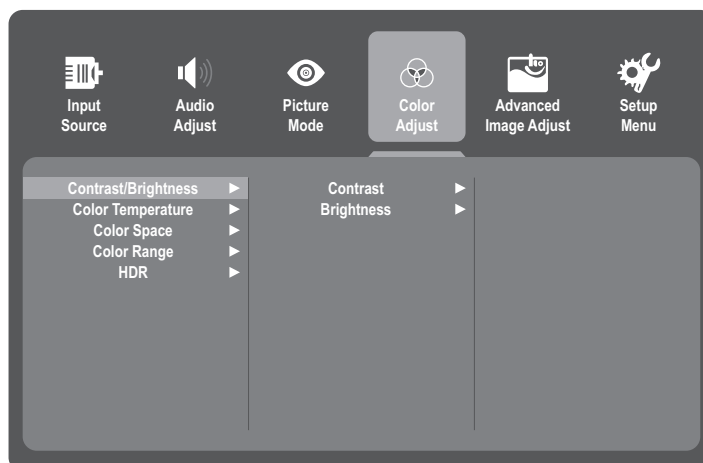 Input
Source
Audio
Adjust
Picture
Mode
Color
Adjust
Advanced
Image Adjust
Setup
Menu
Contrast/Brightness
Color Temperature
Color Space
Color Range
HDR
Contrast
Brightness